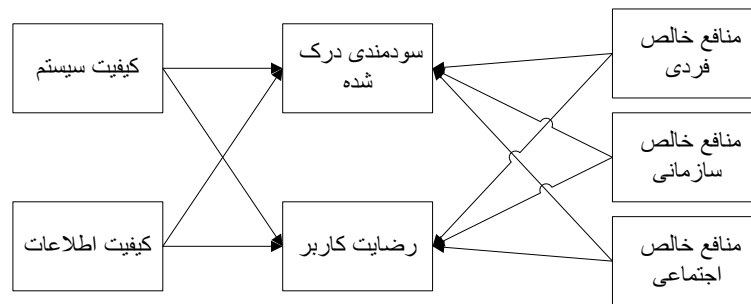 منافع خالص
فردی
سودمندی درک
شده
کیفیت سیستم
منافع خالص
سازمانی
منافع خالص
اجتماعی
رضایت کاربر
کیفیت اطلاعات